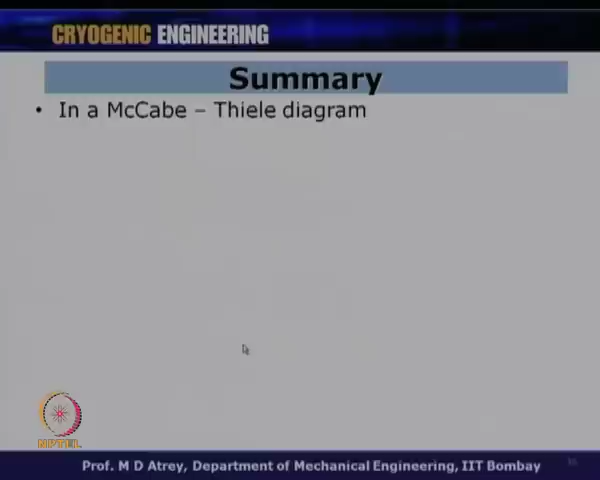 CRYOGENIC ENGINEERING
Summary
• In a McCabe – Thiele diagram
NPTEL
Prof. M D Atrey, Department of Mechanical Engineering, IIT Bombay